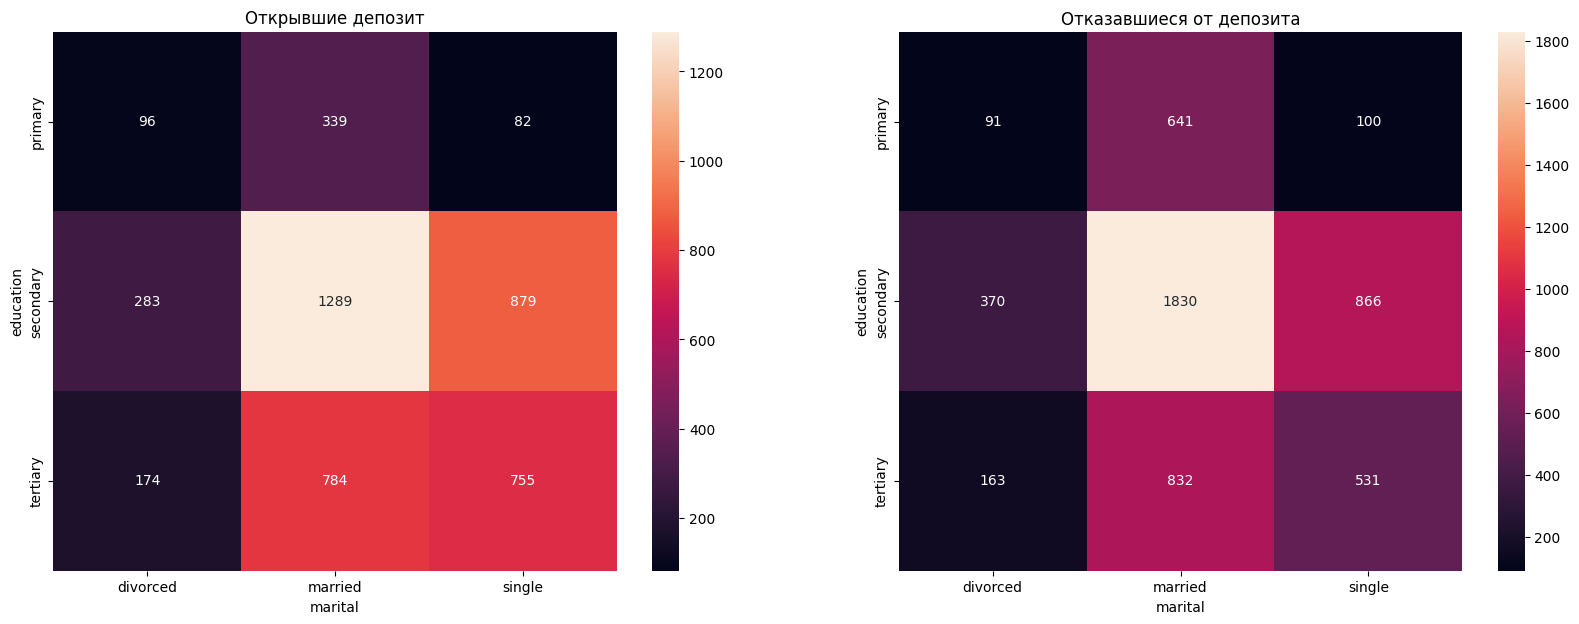 Открывшие депозит
primary
secondary
tertiary
education
96 339 82
283 1289 879
174 784 755
divorced married single
marital
1200
1000
800
600
400
200
Отказавшиеся от депозита
primary
secondary
tertiary
education
91 641 100
370 1830 866
163 832 531
divorced married single
marital
1800
1600
1400
1200
1000
800
600
400
200